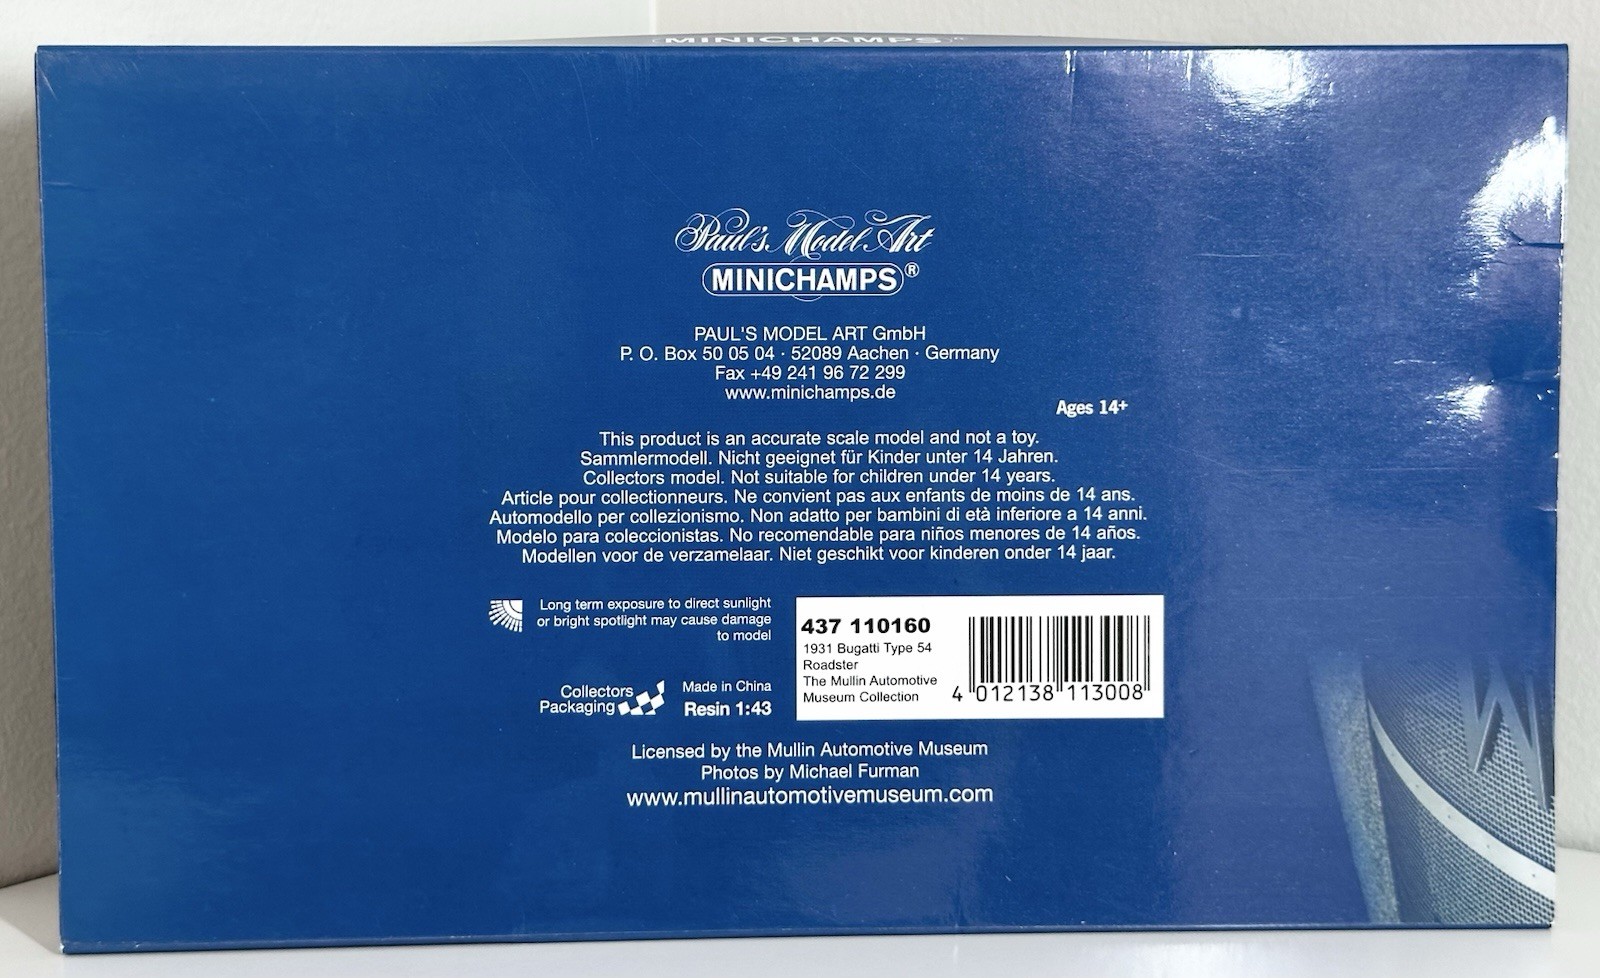 MINICHAMPS
Paul's Model Art
MINICHAMPS®
PAUL'S MODEL ART GmbH
P. O. Box 50 05 04 · 52089 Aachen · Germany
Fax +49 241 96 72 299
www.minichamps.de
Ages 14+
This product is an accurate scale model and not a toy.
Sammlermodell. Nicht geeignet für Kinder unter 14 Jahren.
Collectors model. Not suitable for children under 14 years.
Article pour collectionneurs. Ne convient pas aux enfants de moins de 14 ans.
Automodello per collezionismo. Non adatto per bambini di età inferiore a 14 anni.
Modelo para coleccionistas. No recomendable para niños menores de 14 años.
Modellen voor de verzamelaar. Niet geschikt voor kinderen onder 14 jaar.
Long term exposure to direct sunlight
or bright spotlight may cause damage
to model
Collectors
Packaging
Made in China
Resin 1:43
437 110160
1931 Bugatti Type 54
Roadster
The Mullin Automotive
Museum Collection
4 012138 113008
Licensed by the Mullin Automotive Museum
Photos by Michael Furman
www.mullinautomotivemuseum.com